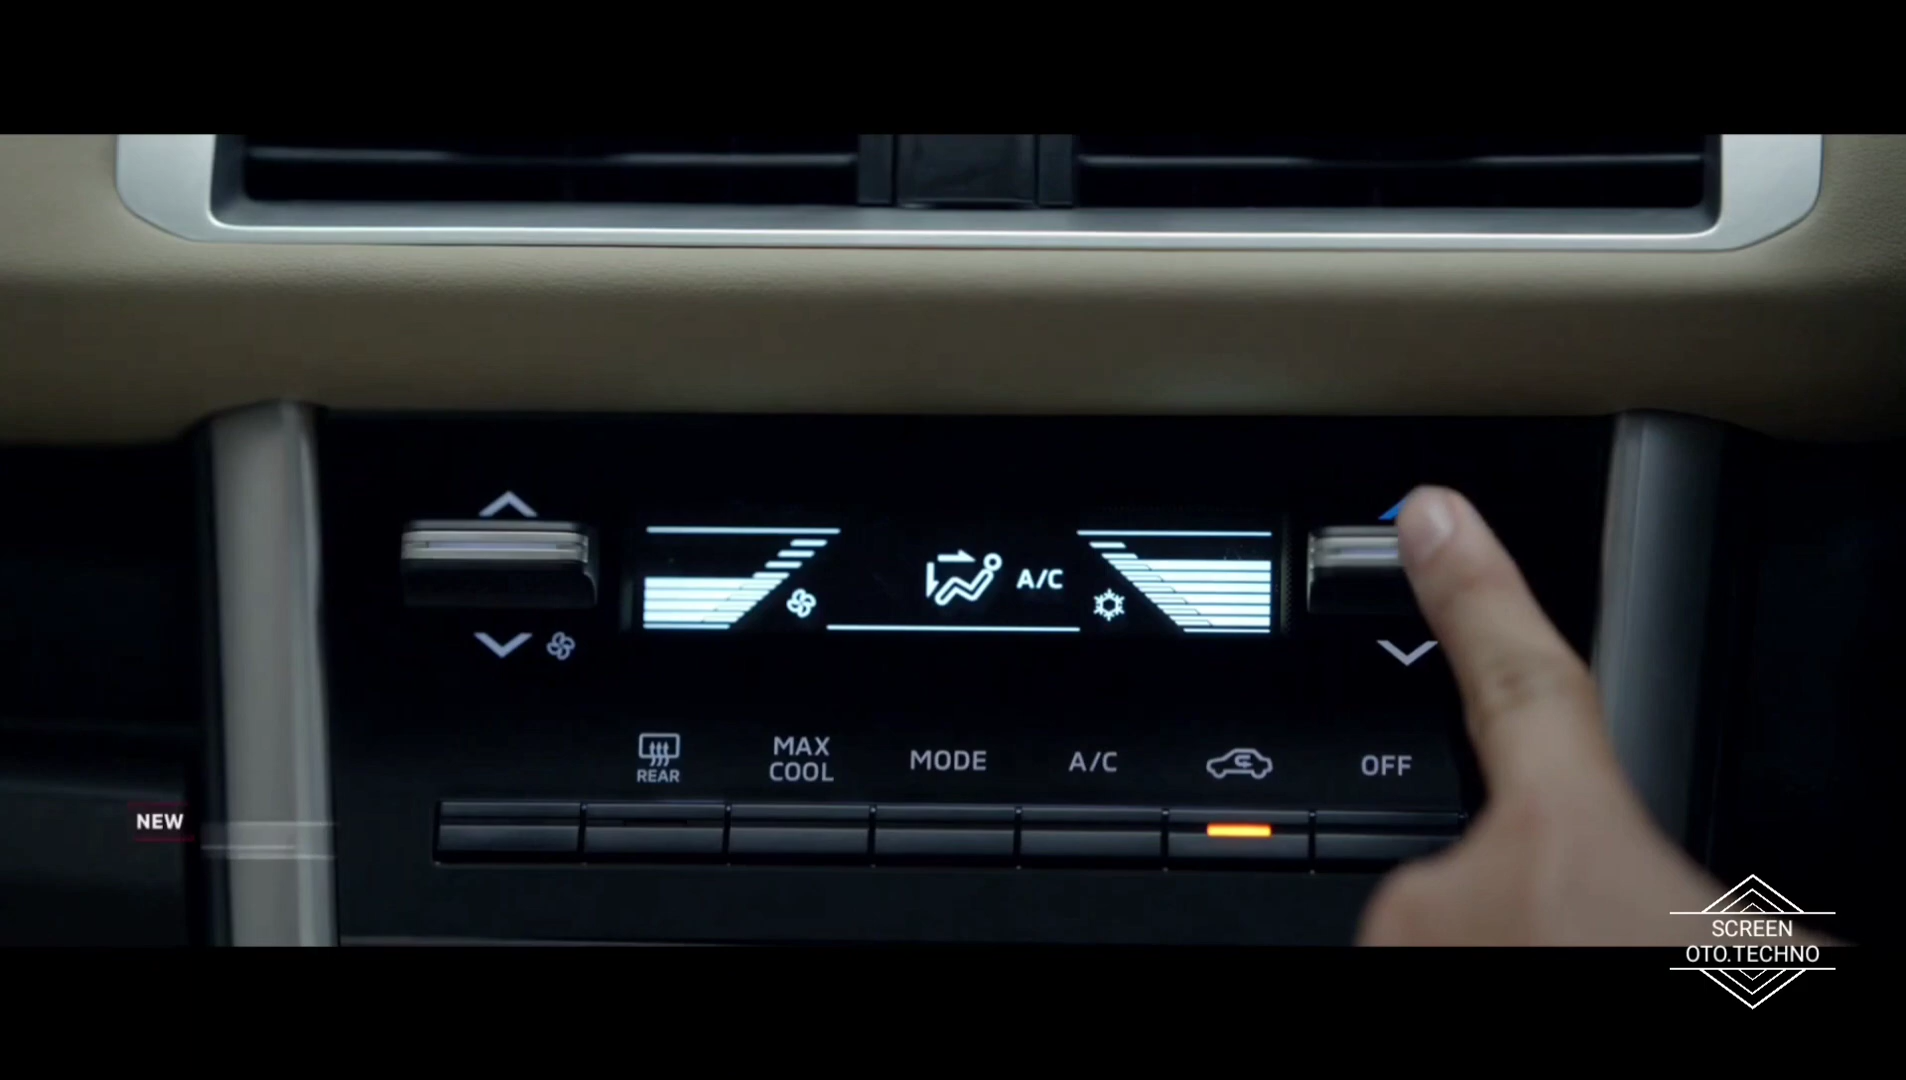 A/C
REAR
MAX
COOL
MODE
A/C
OFF
NEW
SCREEN
OTO.TECHNO